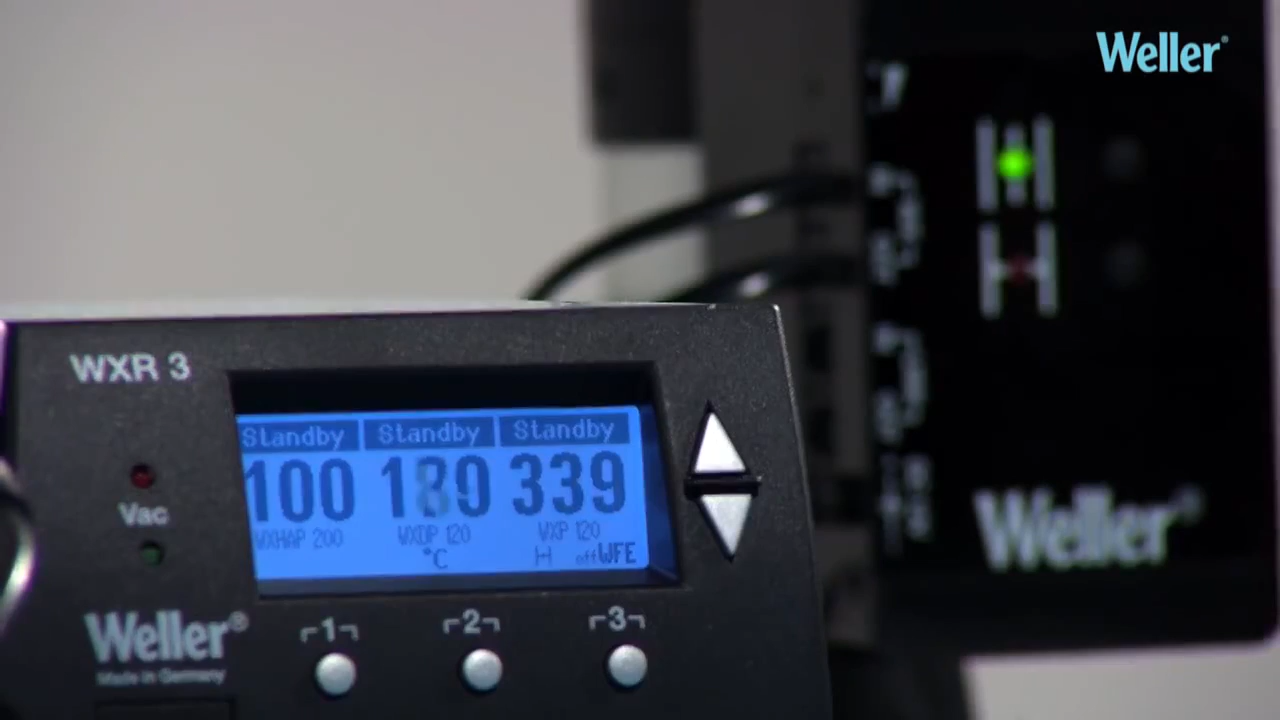 Weller®
WXR 3
Standby Standby Standby
100 339
WXHAP 200 WXDP 120 WXP 120
°C off WFE
Vac
Weller®
Made in Germany
1 2 3
Weller®